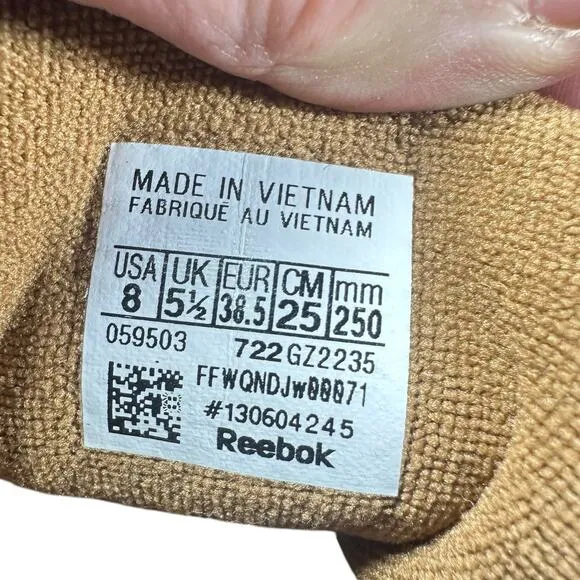 MADE IN VIETNAM
FABRIQUÉ AU VIETNAM
USA UK EUR CM mm
8 5½ 38.5 25 250
059503 722 GZ2235
FFWQNDJW00071
#130604245
Reebok